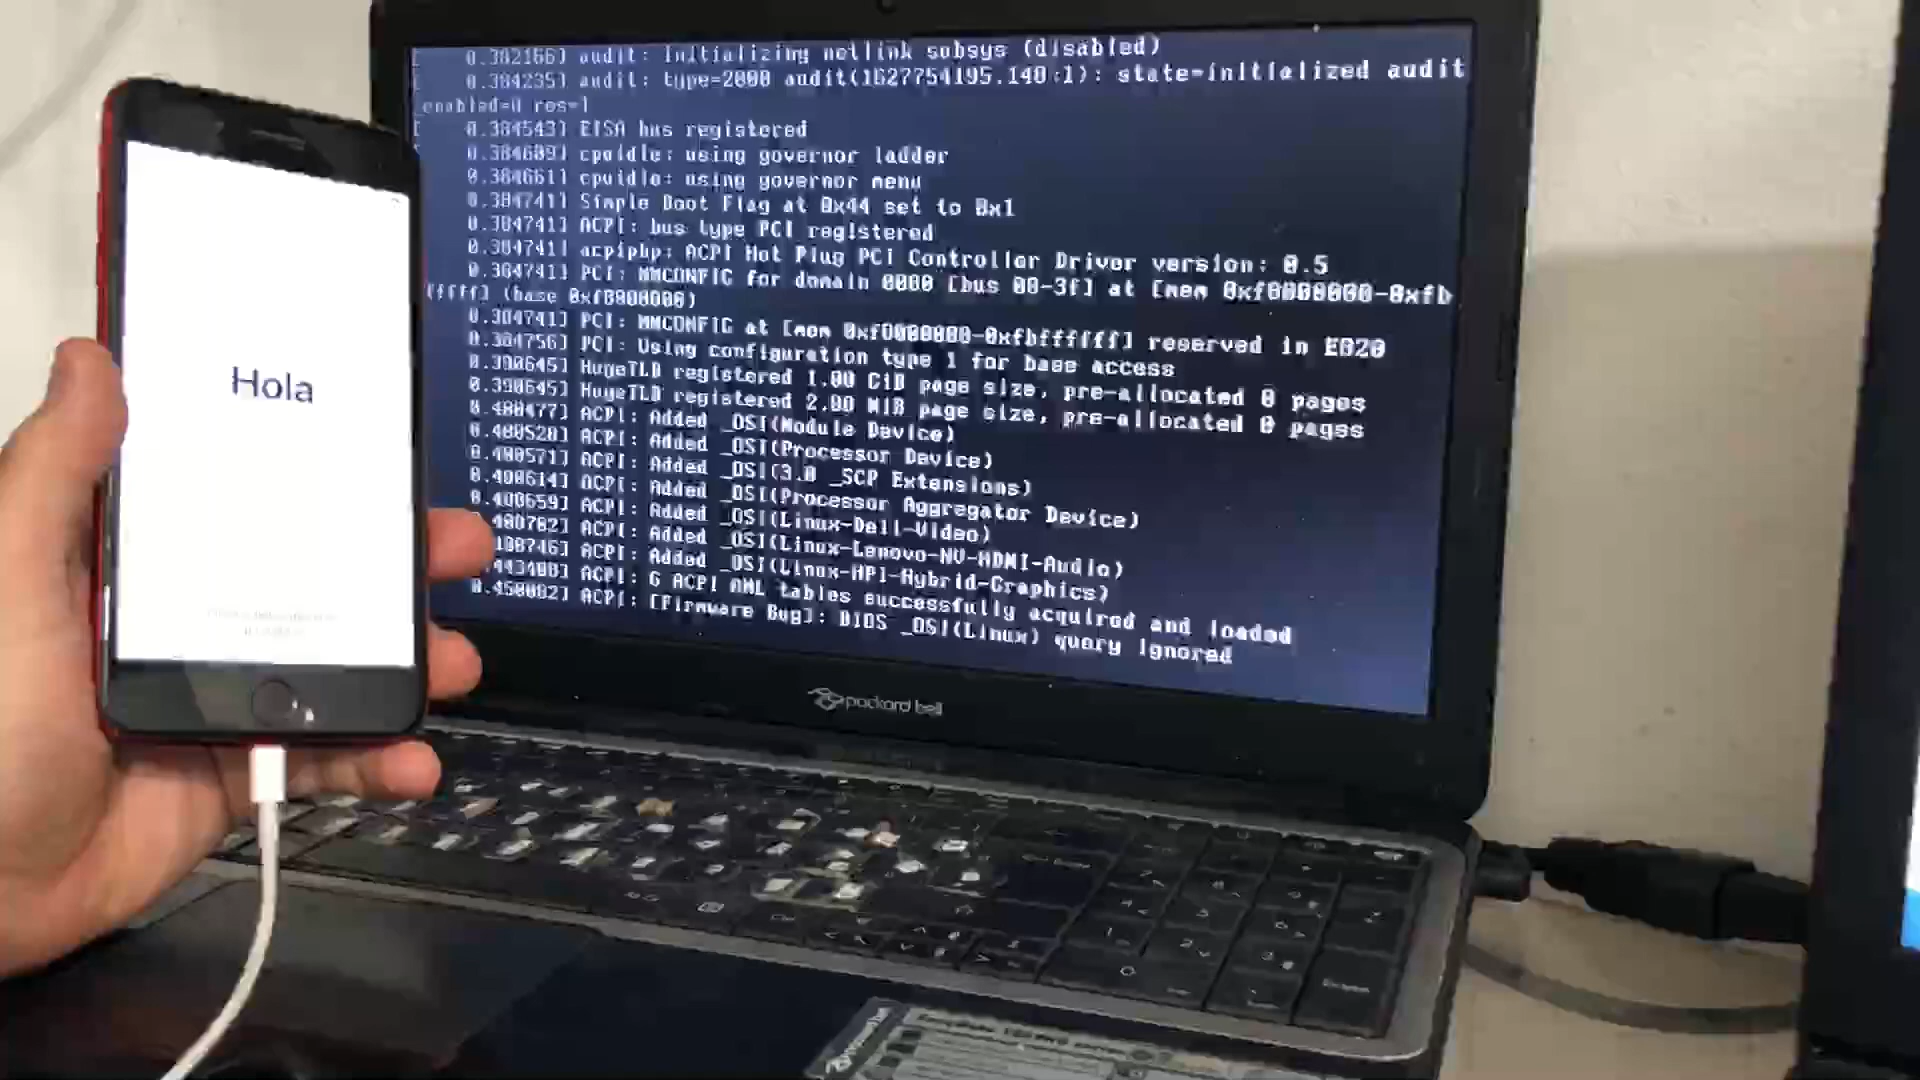 Hola
[ 0.382166] audit: initializing netlink subsys (disabled)
[ 0.384235] audit: type=2000 audit(1627754195.140:1): state=initialized audit
_enabled=0 res=1
[ 0.384543] EISA bus registered
0.384609] cpuidle: using governor ladder
0.384661] cpuidle: using governor menu
0.384741] Simple Boot Flag at 0x44 set to 0x1
0.384741] ACPI: bus type PCI registered
0.384741] acpiphp: ACPI Hot Plug PCI Controller Driver version: 0.5
0.384741] PCI: MMCONFIG for domain 0000 [bus 00-3f] at [mem 0xf8000000-0xfb
ffffff] (base 0xf8000000)
0.384741] PCI: MMCONFIG at [mem 0xf8000000-0xfbffffff] reserved in E820
0.384756] PCI: Using configuration type 1 for base access
0.390645] HugeTLB registered 1.00 GiB page size, pre-allocated 0 pages
0.390645] HugeTLB registered 2.00 MiB page size, pre-allocated 0 pages
0.400477] ACPI: Added _OSI(Module Device)
0.400528] ACPI: Added _OSI(Processor Device)
0.400571] ACPI: Added _OSI(3.0 _SCP Extensions)
0.400614] ACPI: Added _OSI(Processor Aggregator Device)
0.400659] ACPI: Added _OSI(Linux-Dell-Video)
.400702] ACPI: Added _OSI(Linux-Lenovo-NV-HDMI-Audio)
400746] ACPI: Added _OSI(Linux-HPI-Hybrid-Graphics)
.443408] ACPI: 6 ACPI AML tables successfully acquired and loaded
0.450082] ACPI: [Firmware Bug]: BIOS _OSI(Linux) query ignored
packard bell